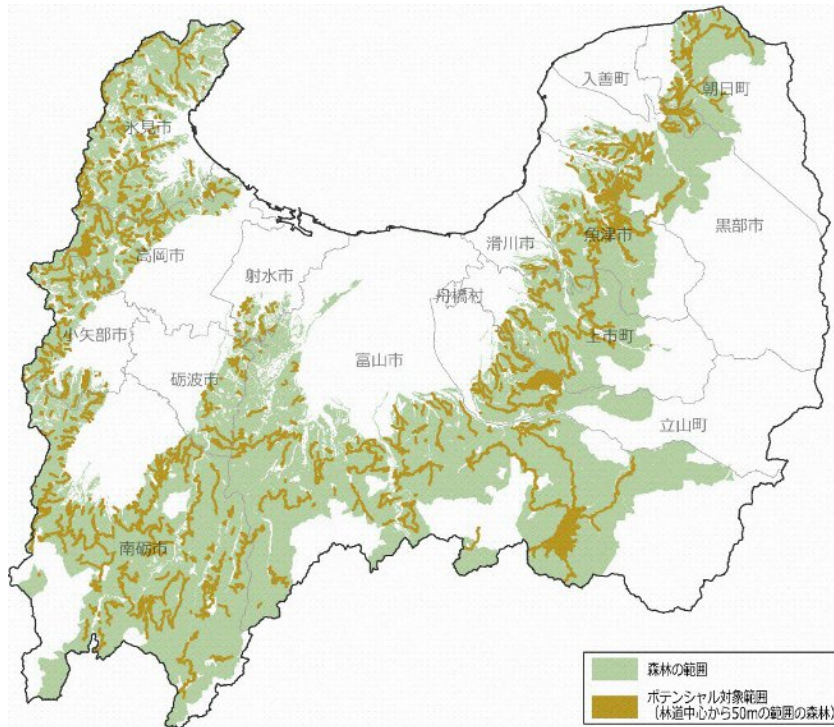 入善町
朝日町
氷見市
黒部市
魚津市
滑川市
高岡市
射水市
舟橋村
小矢部市
上市町
富山市
砺波市
立山町
南砺市
森林の範囲
ポテンシャル対象範囲
（林道中心から50mの範囲の森林）